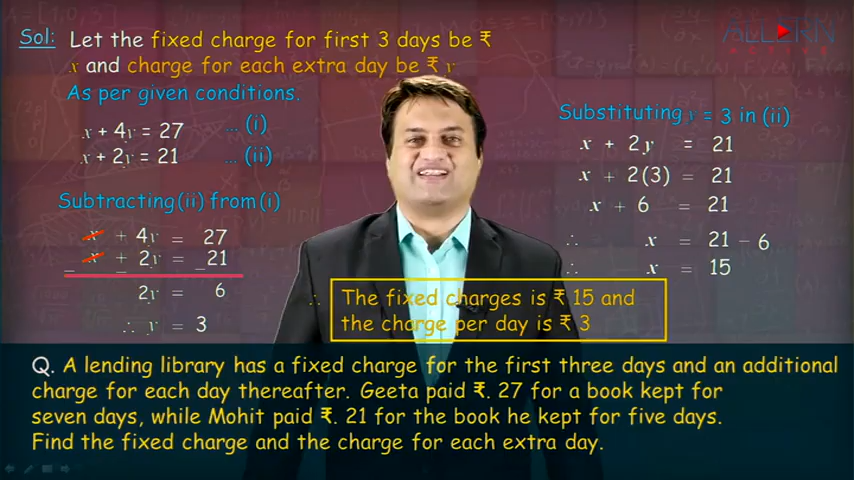 Sol: Let the fixed charge for first 3 days be ₹
x and charge for each extra day be ₹ y
As per given conditions.
x + 4y = 27 ... (i)
x + 2y = 21 ... (ii)
Subtracting (ii) from (i)
x + 4y = 27
– x + 2y = – 21
2y = 6
∴ y = 3
Substituting y = 3 in (ii)
x + 2y = 21
x + 2(3) = 21
x + 6 = 21
∴ x = 21 – 6
∴ x = 15
∴ The fixed charges is ₹ 15 and
the charge per day is ₹ 3
Q. A lending library has a fixed charge for the first three days and an additional
charge for each day thereafter. Geeta paid ₹. 27 for a book kept for
seven days, while Mohit paid ₹. 21 for the book he kept for five days.
Find the fixed charge and the charge for each extra day.